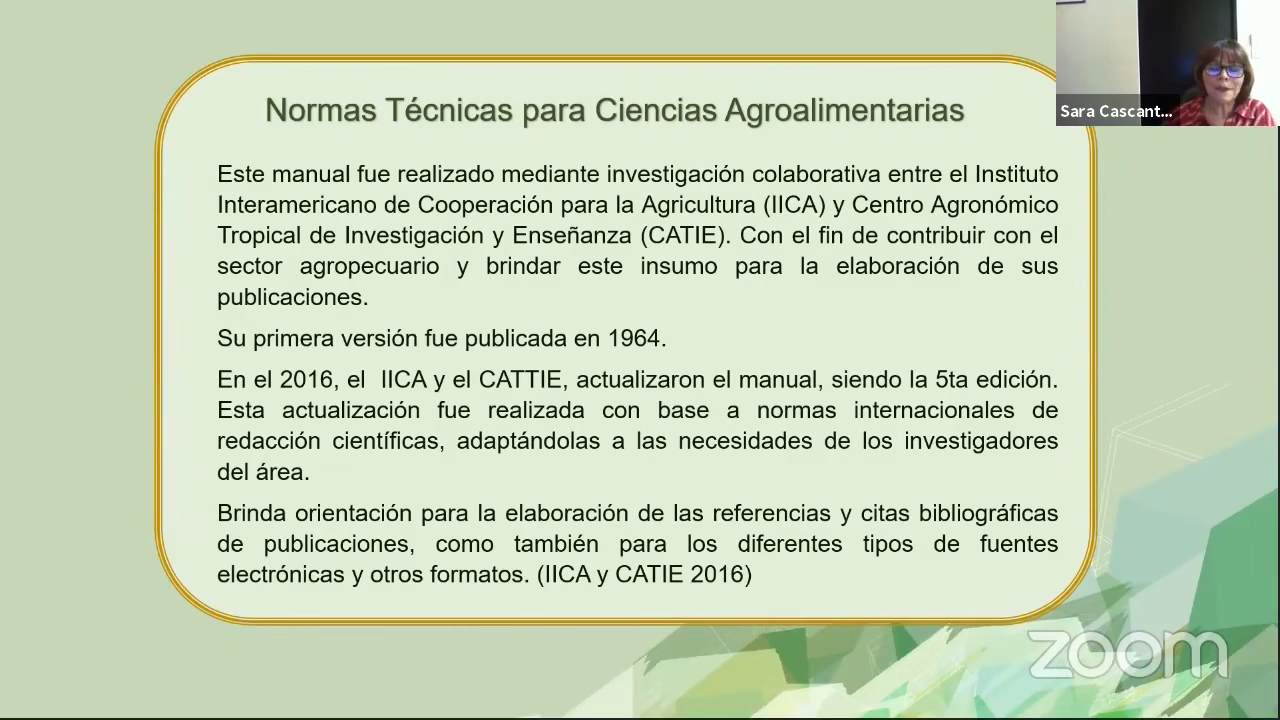 Normas Técnicas para Ciencias Agroalimentarias
Sara Cascant...
Este manual fue realizado mediante investigación colaborativa entre el Instituto
Interamericano de Cooperación para la Agricultura (IICA) y Centro Agronómico
Tropical de Investigación y Enseñanza (CATIE). Con el fin de contribuir con el
sector agropecuario y brindar este insumo para la elaboración de sus
publicaciones.
Su primera versión fue publicada en 1964.
En el 2016, el  IICA y el CATTIE, actualizaron el manual, siendo la 5ta edición.
Esta actualización fue realizada con base a normas internacionales de
redacción científicas, adaptándolas a las necesidades de los investigadores
del área.
Brinda orientación para la elaboración de las referencias y citas bibliográficas
de publicaciones, como también para los diferentes tipos de fuentes
electrónicas y otros formatos. (IICA y CATIE 2016)
zoom